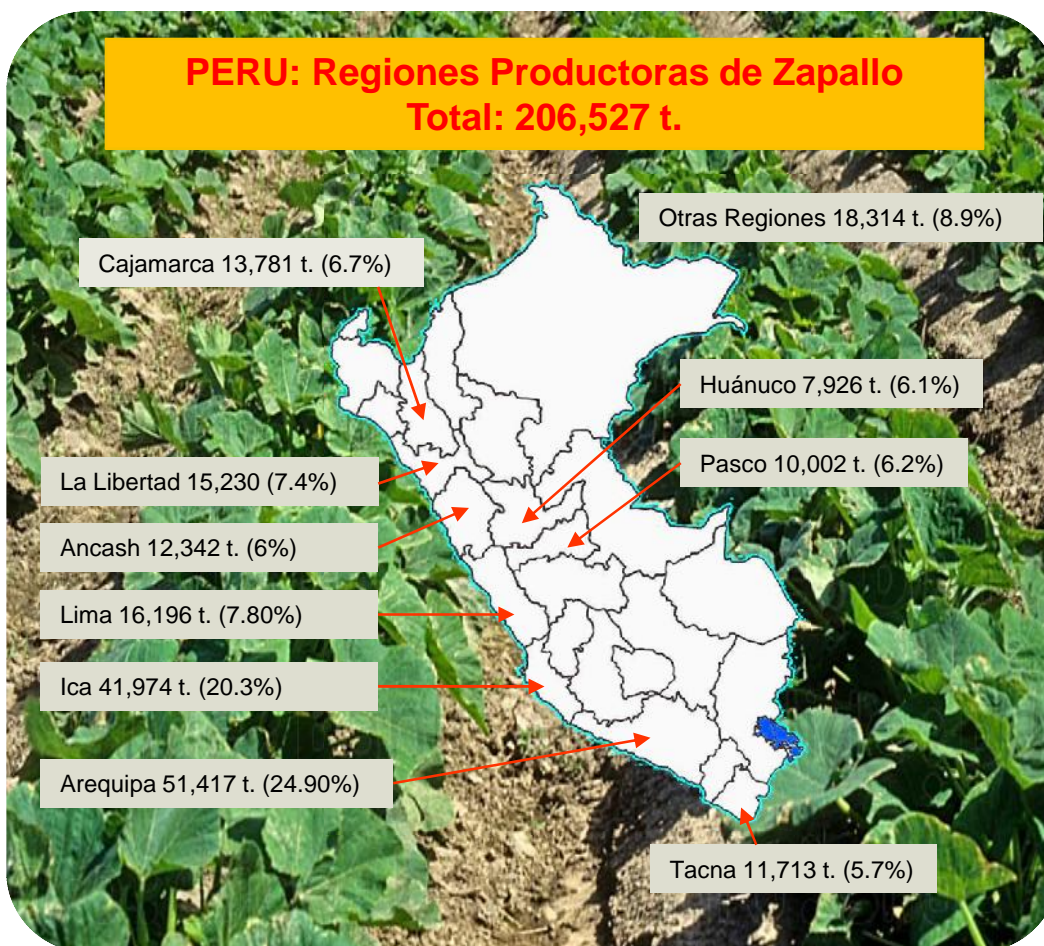 PERU: Regiones Productoras de Zapallo
Total: 206,527 t.
Otras Regiones 18,314 t. (8.9%)
Cajamarca 13,781 t. (6.7%)
Huánuco 7,926 t. (6.1%)
Pasco 10,002 t. (6.2%)
La Libertad 15,230 (7.4%)
Ancash 12,342 t. (6%)
Lima 16,196 t. (7.80%)
Ica 41,974 t. (20.3%)
Arequipa 51,417 t. (24.90%)
Tacna 11,713 t. (5.7%)